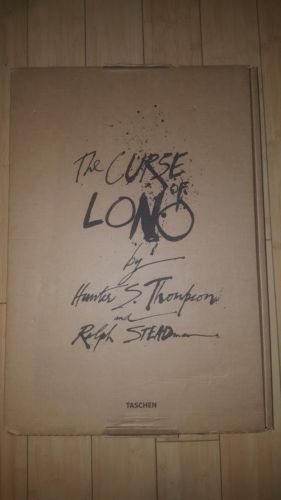 The CURSE
OF
LONO
by
Hunter S. Thompson
and
Ralph STEADman
TASCHEN